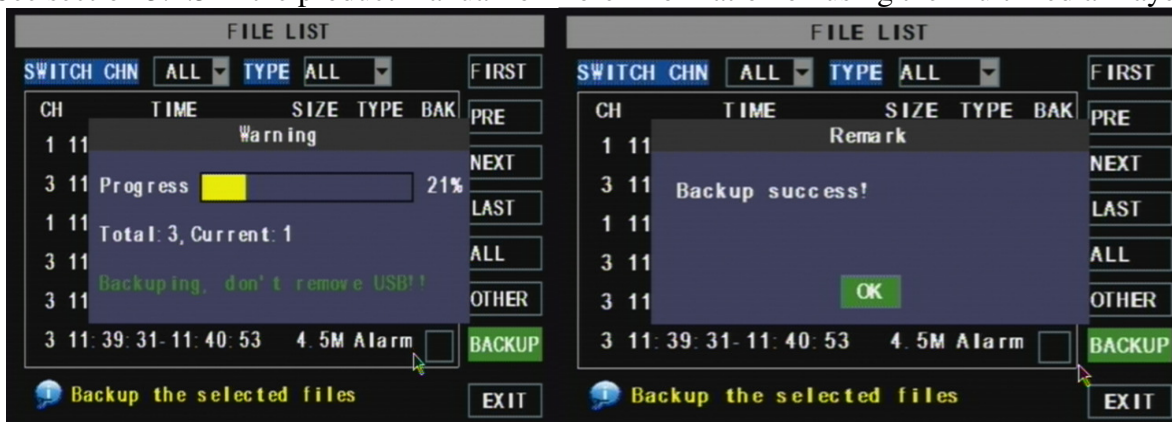 FILE LIST
SWITCH CHN ALL TYPE ALL FIRST
CH TIME SIZE TYPE BAK PRE
Warning
1 11
NEXT
3 11 Progress 21%
LAST
1 11
Total: 3, Current: 1
3 11 ALL
Backuping, don't remove USB!!
3 11 OTHER
3 11:39:31-11:40:53 4.5M Alarm BACKUP
Backup the selected files EXIT
FILE LIST
SWITCH CHN ALL TYPE ALL FIRST
CH TIME SIZE TYPE BAK PRE
Remark
1 11
NEXT
3 11 Backup success!
LAST
1 11
3 11 ALL
OK
3 11 OTHER
3 11:39:31-11:40:53 4.5M Alarm BACKUP
Backup the selected files EXIT